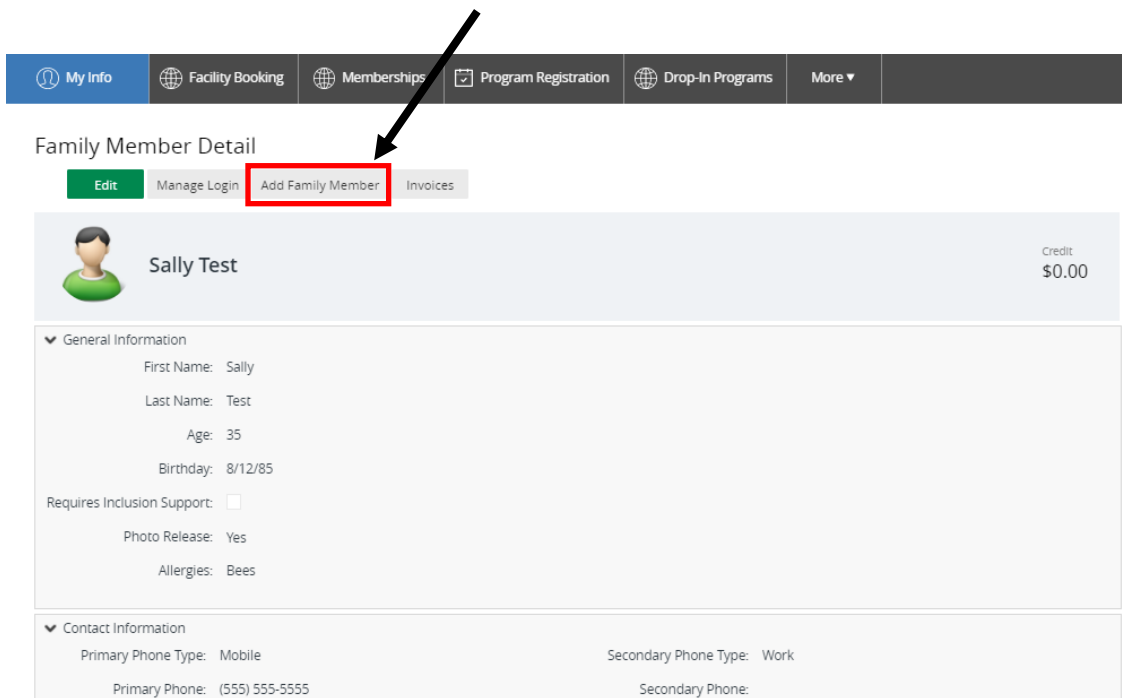 My Info Facility Booking Memberships Program Registration Drop-In Programs More ▼
Family Member Detail
Edit Manage Login Add Family Member Invoices
Credit
Sally Test
$0.00
General Information
First Name: Sally
Last Name: Test
Age: 35
Birthday: 8/12/85
Requires Inclusion Support:
Photo Release: Yes
Allergies: Bees
Contact Information
Primary Phone Type: Mobile Secondary Phone Type: Work
Primary Phone: (555) 555-5555 Secondary Phone: